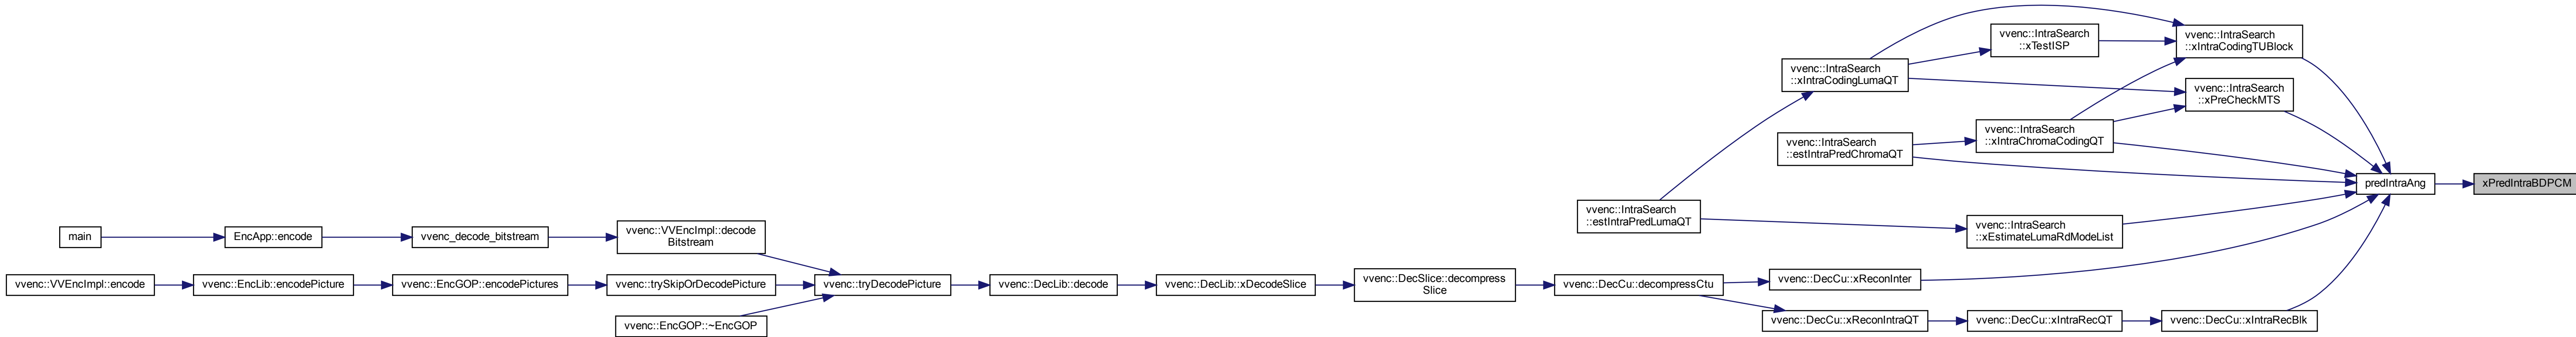 vvenc::IntraSearch
::xIntraCodingTUBlock
vvenc::IntraSearch
::xTestISP
vvenc::IntraSearch
::xIntraCodingLumaQT
vvenc::IntraSearch
::xPreCheckMTS
vvenc::IntraSearch
::xIntraChromaCodingQT
vvenc::IntraSearch
::estIntraPredChromaQT
predIntraAng
xPredIntraBDPCM
vvenc::IntraSearch
::estIntraPredLumaQT
vvenc::IntraSearch
::xEstimateLumaRdModeList
main
EncApp::encode
vvenc_decode_bitstream
vvenc::VVEncImpl::decode
Bitstream
vvenc::VVEncImpl::encode
vvenc::EncLib::encodePicture
vvenc::EncGOP::encodePictures
vvenc::trySkipOrDecodePicture
vvenc::tryDecodePicture
vvenc::DecLib::decode
vvenc::DecLib::xDecodeSlice
vvenc::DecSlice::decompress
Slice
vvenc::DecCu::decompressCtu
vvenc::DecCu::xReconInter
vvenc::EncGOP::~EncGOP
vvenc::DecCu::xReconIntraQT
vvenc::DecCu::xIntraRecQT
vvenc::DecCu::xIntraRecBlk